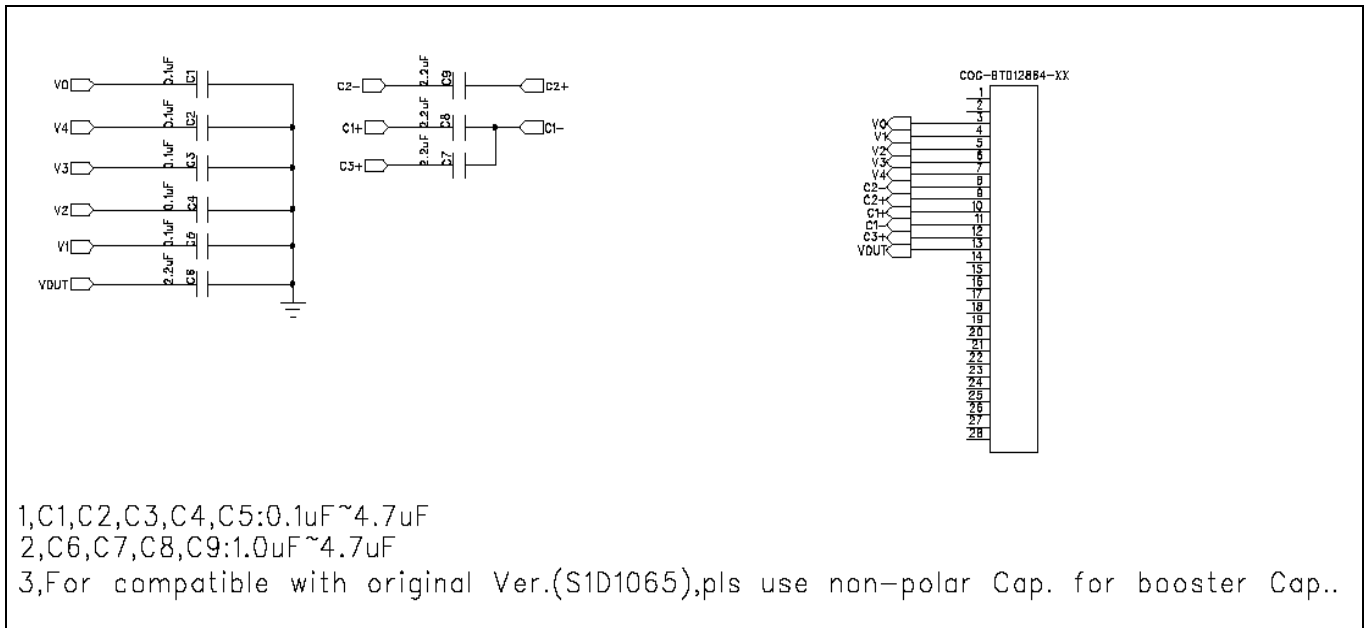 V0 0.1uF C1
V4 0.1uF C2
V3 0.1uF C3
V2 0.1uF C4
V1 0.1uF C5
VOUT 2.2uF C6
C2- 2.2uF C9 C2+
C1+ 2.2uF C8 C1-
C3+ 2.2uF C7
COG-BTD12864-XX
1
2
V0 3
V1 4
V2 5
V3 6
V4 7
C2- 8
C2+ 9
C1+ 10
C1- 11
C3+ 12
VOUT 13
14
15
16
17
18
19
20
21
22
23
24
25
26
27
28
1,C1,C2,C3,C4,C5:0.1uF~4.7uF
2,C6,C7,C8,C9:1.0uF~4.7uF
3,For compatible with original Ver.(S1D1065),pls use non-polar Cap. for booster Cap..